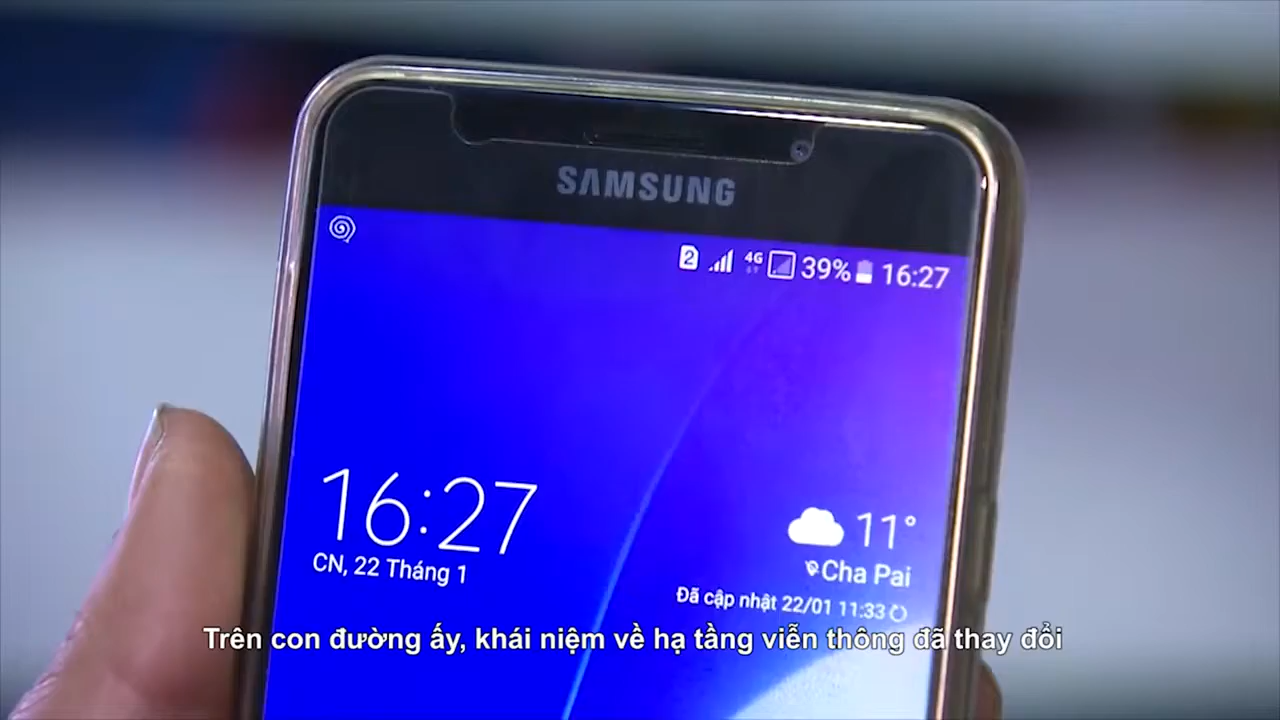 SAMSUNG
2 4G 39% 16:27
16:27
CN, 22 Tháng 1
11°
Cha Pai
Đã cập nhật 22/01 11:33
Trên con đường ấy, khái niệm về hạ tầng viễn thông đã thay đổi